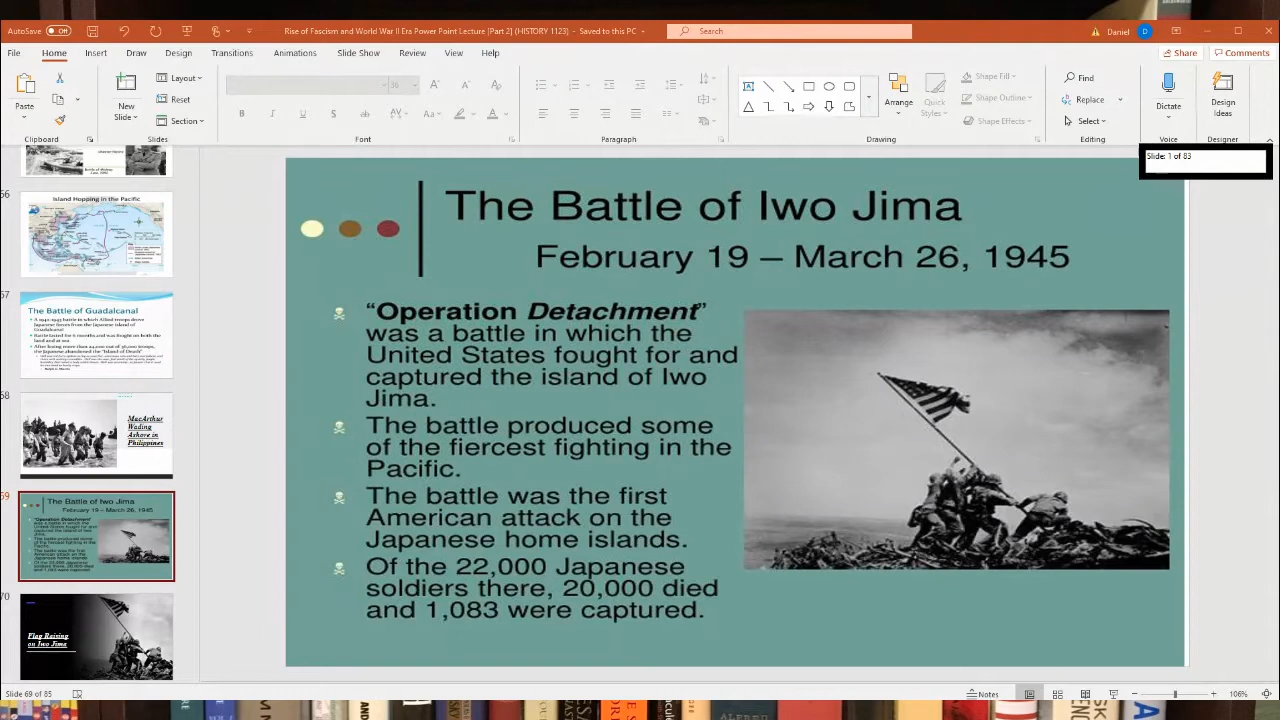 AutoSave Off Rise of Fascism and World War II Era Power Point Lecture [Part 2] (HISTORY 1123) - Saved to this PC Search Daniel D
File Home Insert Draw Design Transitions Animations Slide Show Review View Help Share Comments
Paste New Slide Layout Reset Section 36 Arrange Quick Styles Shape Fill Shape Outline Shape Effects Find Replace Select Dictate Design Ideas
Clipboard Slides Font Paragraph Drawing Editing Voice Designer
Slide: 1 of 83
66
Island Hopping in the Pacific
67
The Battle of Guadalcanal
68
MacArthur
Wading
Ashore in
Philippines
69
The Battle of Iwo Jima
February 19 – March 26, 1945
70
Flag Raising
on Iwo Jima
The Battle of Iwo Jima
February 19 – March 26, 1945
“Operation Detachment”
was a battle in which the
United States fought for and
captured the island of Iwo
Jima.
The battle produced some
of the fiercest fighting in the
Pacific.
The battle was the first
American attack on the
Japanese home islands.
Of the 22,000 Japanese
soldiers there, 20,000 died
and 1,083 were captured.
Slide 69 of 85 Notes 106%